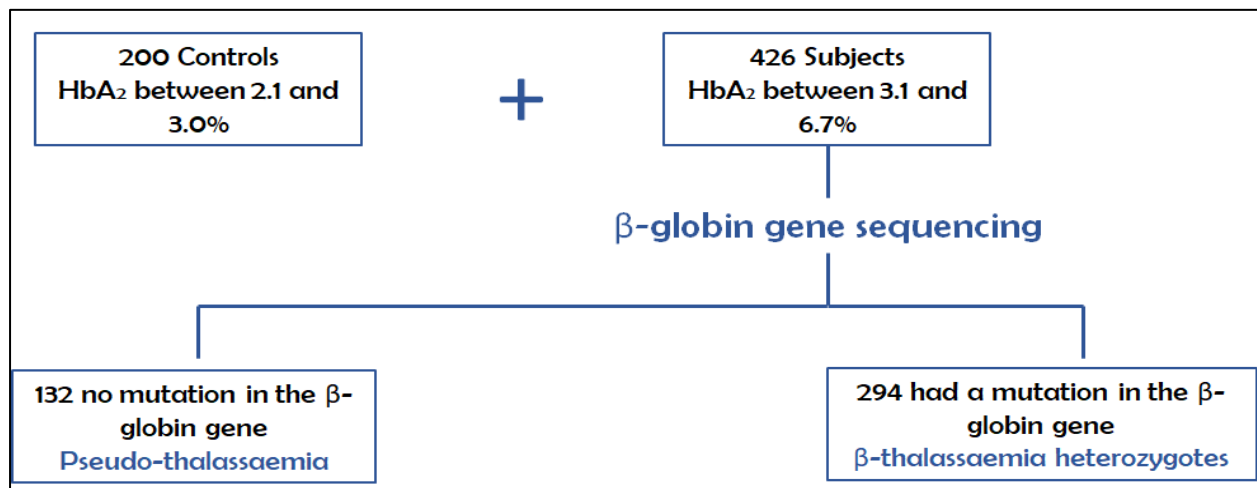 200 Controls
HbA₂ between 2.1 and
3.0%
+
426 Subjects
HbA₂ between 3.1 and
6.7%
β-globin gene sequencing
132 no mutation in the β-
globin gene
Pseudo-thalassaemia
294 had a mutation in the β-
globin gene
β-thalassaemia heterozygotes